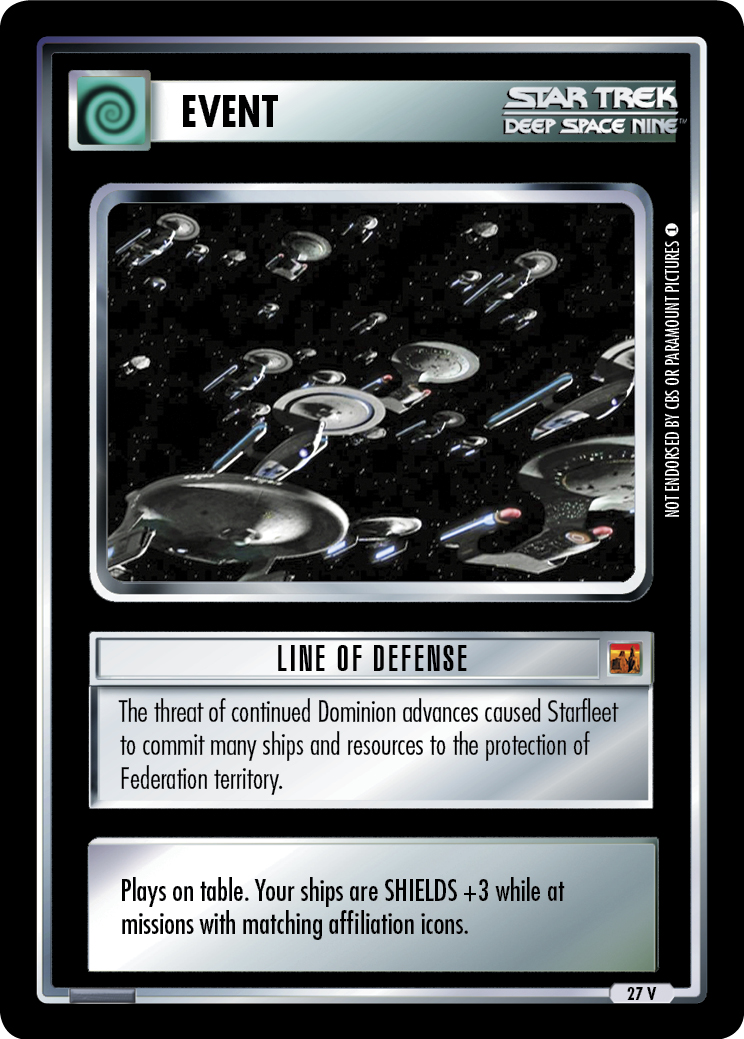 EVENT
STAR TREK
DEEP SPACE NINE™
NOT ENDORSED BY CBS OR PARAMOUNT PICTURES 1
LINE OF DEFENSE
The threat of continued Dominion advances caused Starfleet
to commit many ships and resources to the protection of
Federation territory.
Plays on table. Your ships are SHIELDS +3 while at
missions with matching affiliation icons.
27 V